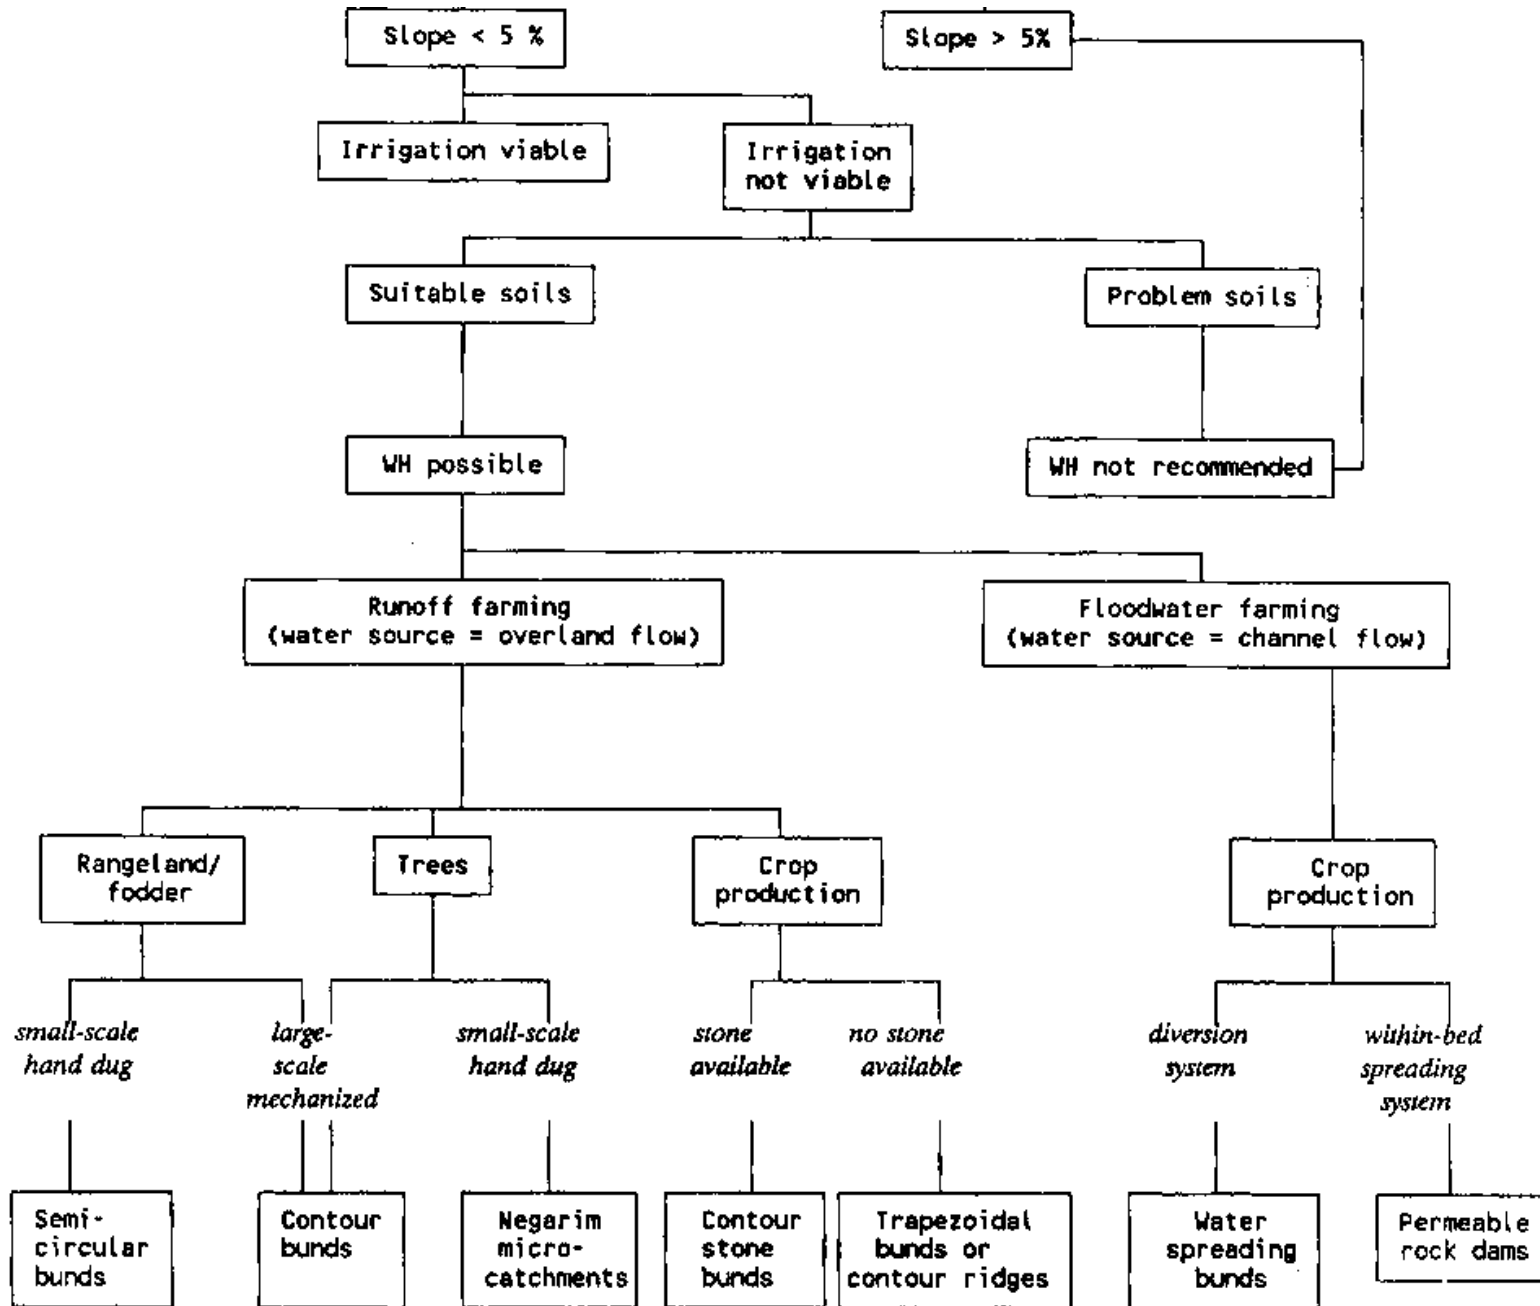 Slope < 5 %
Slope > 5%
Irrigation viable
Irrigation
not viable
Suitable soils
Problem soils
WH possible
WH not recommended
Runoff farming
(water source = overland flow)
Floodwater farming
(water source = channel flow)
Rangeland/
fodder
Trees
Crop
production
Crop
production
small-scale
hand dug
large-
scale
mechanized
small-scale
hand dug
stone
available
no stone
available
diversion
system
within-bed
spreading
system
Semi-
circular
bunds
Contour
bunds
Negarim
micro-
catchments
Contour
stone
bunds
Trapezoidal
bunds or
contour ridges
Water
spreading
bunds
Permeable
rock dams